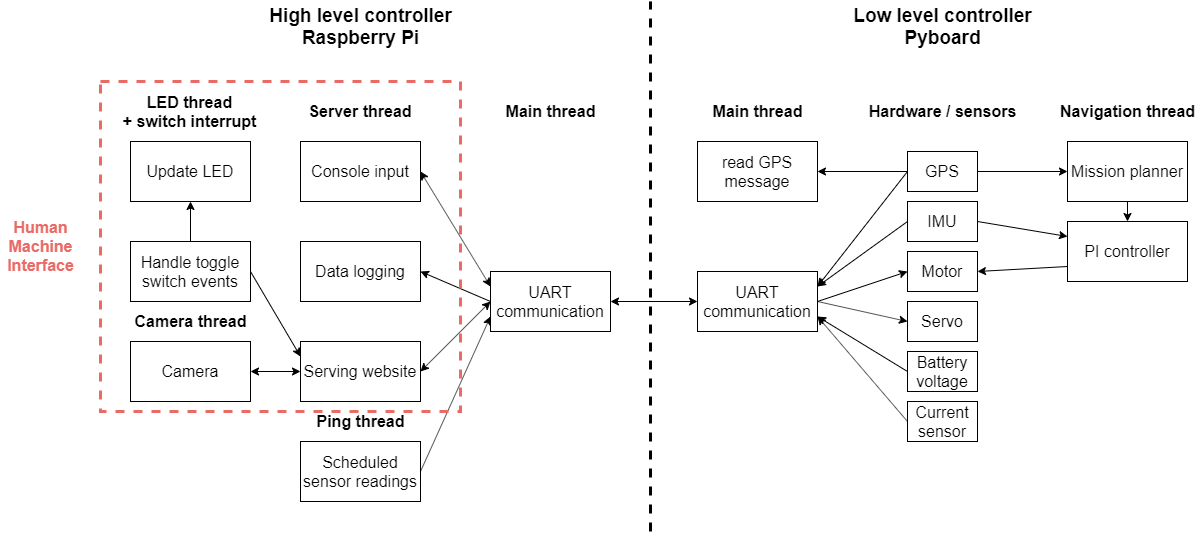 High level controller
Raspberry Pi
Low level controller
Pyboard
LED thread
+ switch interrupt
Server thread
Main thread
Main thread
Hardware / sensors
Navigation thread
Update LED
Console input
read GPS
message
GPS
Mission planner
IMU
Human
Machine
Interface
Handle toggle
switch events
Data logging
PI controller
Motor
UART
communication
UART
communication
Camera thread
Servo
Camera
Serving website
Battery
voltage
Ping thread
Current
sensor
Scheduled
sensor readings